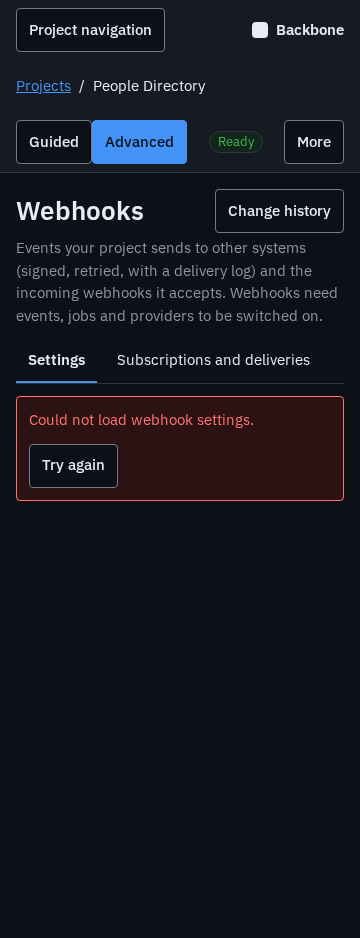 Project navigation
Backbone
Projects / People Directory
Guided
Advanced
Ready
More
Webhooks
Change history
Events your project sends to other systems
(signed, retried, with a delivery log) and the
incoming webhooks it accepts. Webhooks need
events, jobs and providers to be switched on.
Settings
Subscriptions and deliveries
Could not load webhook settings.
Try again